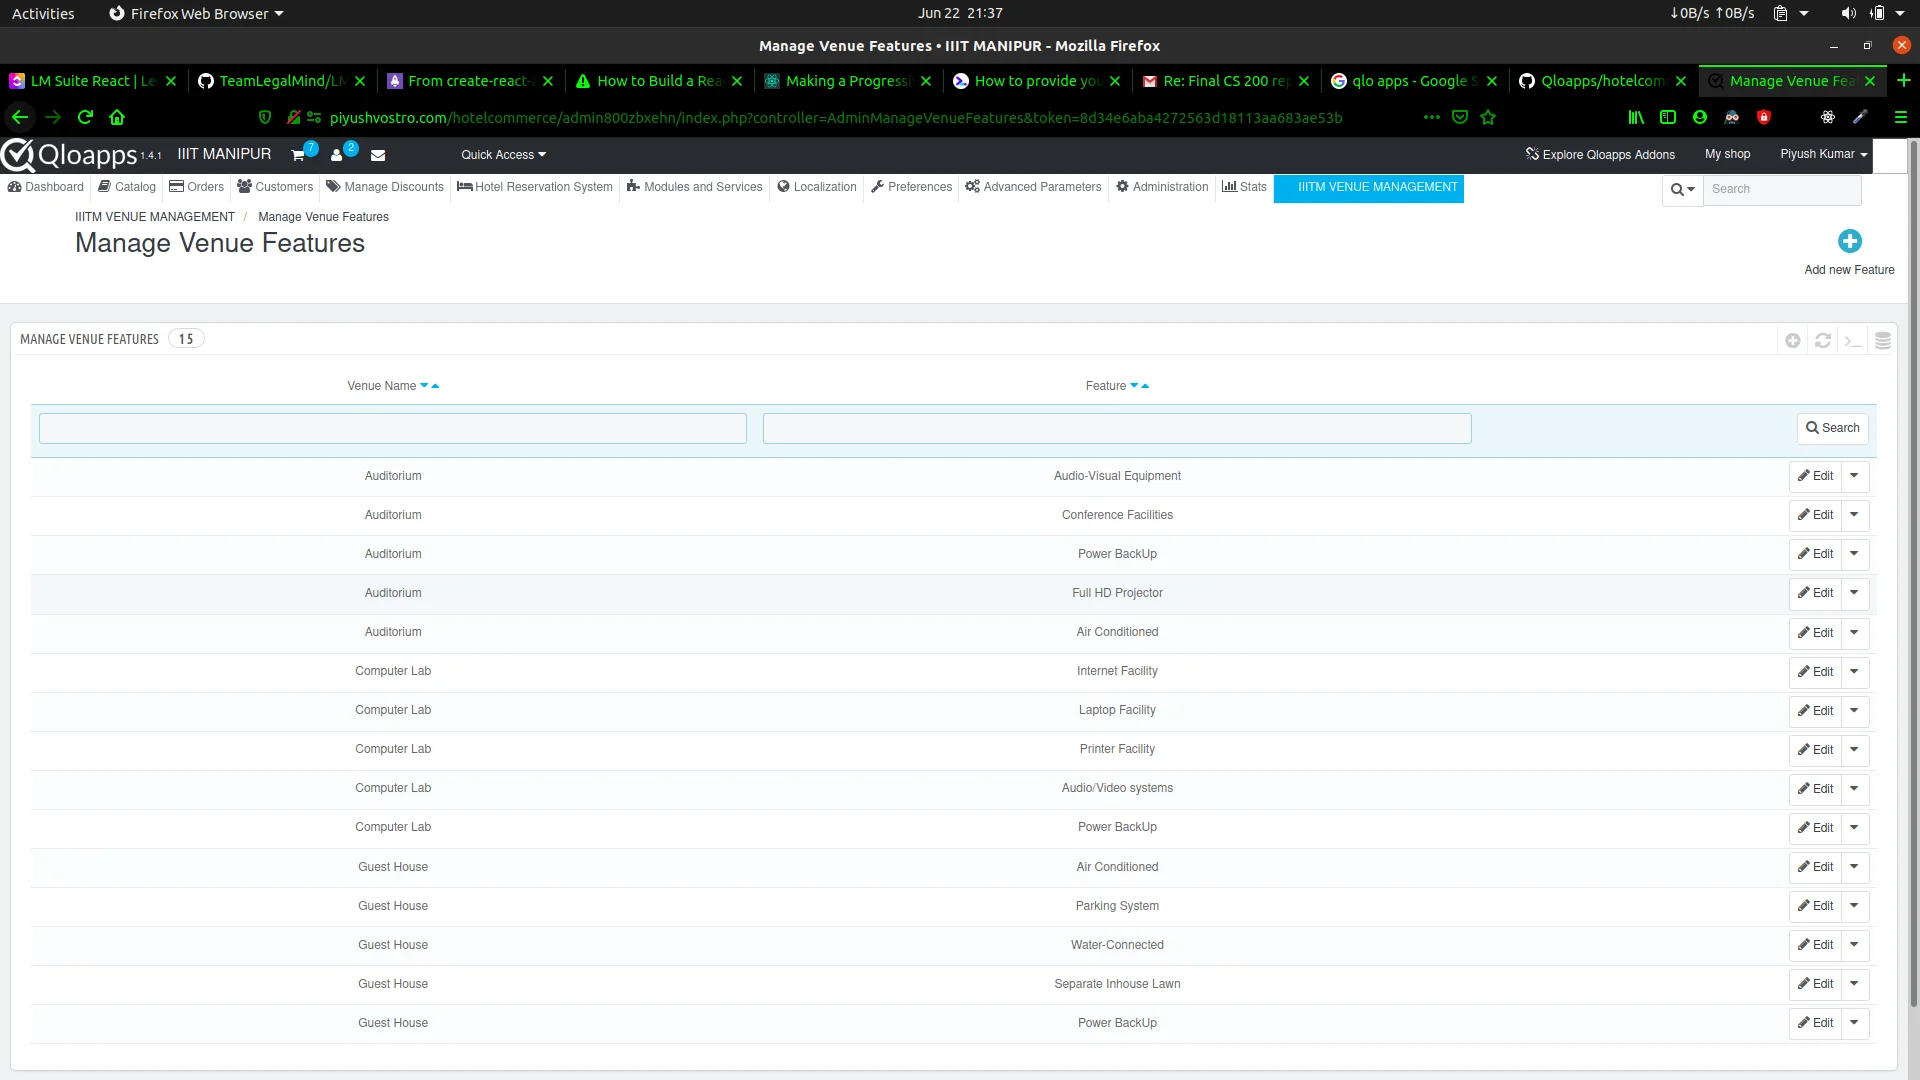 Activities Firefox Web Browser Jun 22 21:37 ↓0B/s ↑0B/s
Manage Venue Features • IIIT MANIPUR - Mozilla Firefox
LM Suite React | Le TeamLegalMind/LM From create-react- How to Build a Rea Making a Progressi How to provide you Re: Final CS 200 rep qlo apps - Google S Qloapps/hotelcom Manage Venue Fea
piyushvostro.com/hotelcommerce/admin800zbxehn/index.php?controller=AdminManageVenueFeatures&token=8d34e6aba4272563d18113aa683ae53b
Qloapps 1.4.1 IIIT MANIPUR 7 2 Quick Access Explore Qloapps Addons My shop Piyush Kumar
Dashboard Catalog Orders Customers Manage Discounts Hotel Reservation System Modules and Services Localization Preferences Advanced Parameters Administration Stats IIITM VENUE MANAGEMENT Search
IIITM VENUE MANAGEMENT / Manage Venue Features
Manage Venue Features
Add new Feature
MANAGE VENUE FEATURES 15
Venue Name Feature
Search
Auditorium Audio-Visual Equipment Edit
Auditorium Conference Facilities Edit
Auditorium Power BackUp Edit
Auditorium Full HD Projector Edit
Auditorium Air Conditioned Edit
Computer Lab Internet Facility Edit
Computer Lab Laptop Facility Edit
Computer Lab Printer Facility Edit
Computer Lab Audio/Video systems Edit
Computer Lab Power BackUp Edit
Guest House Air Conditioned Edit
Guest House Parking System Edit
Guest House Water-Connected Edit
Guest House Separate Inhouse Lawn Edit
Guest House Power BackUp Edit